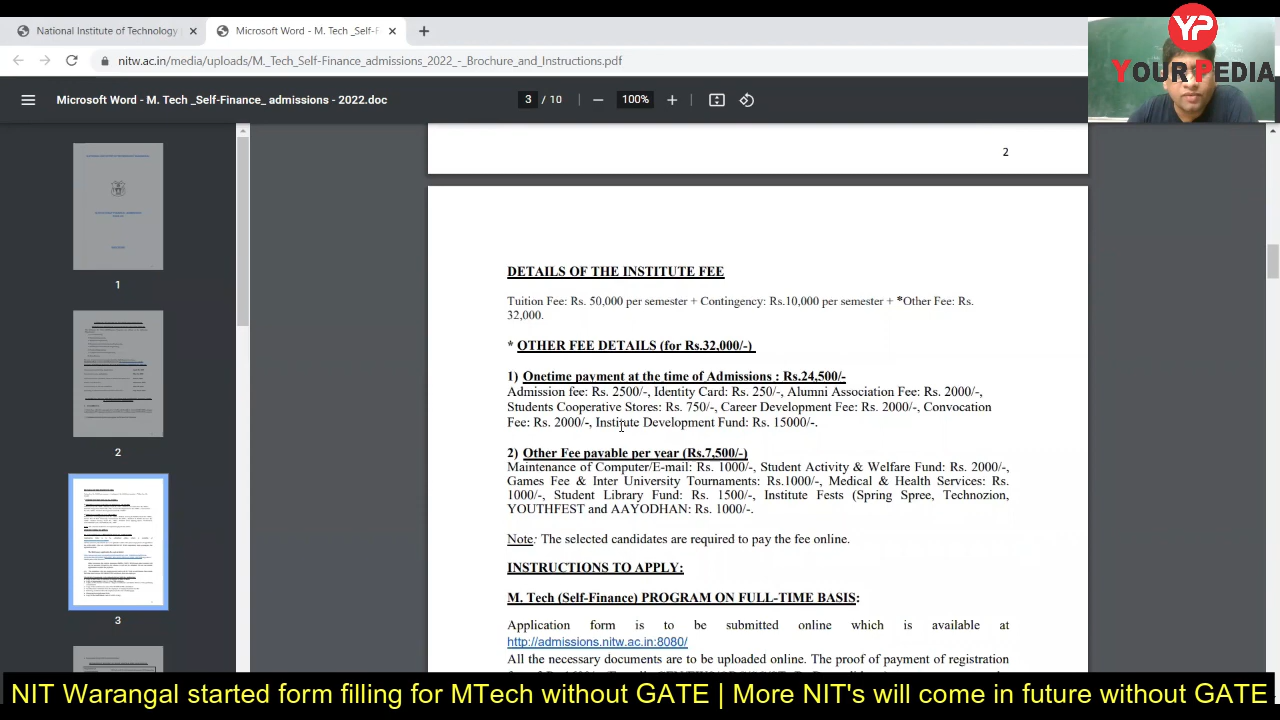 National Institute of Technology
Microsoft Word - M. Tech _Self-F
nitw.ac.in/media/uploads/M._Tech_Self-Finance_admissions_2022_-_Brochure_and_Instructions.pdf
YP
YOUR PEDIA
Microsoft Word - M. Tech _Self-Finance_ admissions - 2022.doc
3 / 10
100%
1
2
3
2
DETAILS OF THE INSTITUTE FEE
Tuition Fee: Rs. 50,000 per semester + Contingency: Rs.10,000 per semester + *Other Fee: Rs.
32,000.
* OTHER FEE DETAILS (for Rs.32,000/-)
1) Onetime payment at the time of Admissions : Rs.24,500/-
Admission fee: Rs. 2500/-, Identity Card: Rs. 250/-, Alumni Association Fee: Rs. 2000/-,
Students Cooperative Stores: Rs. 750/-, Career Development Fee: Rs. 2000/-, Convocation
Fee: Rs. 2000/-, Institute Development Fund: Rs. 15000/-.
2) Other Fee payable per year (Rs.7,500/-)
Maintenance of Computer/E-mail: Rs. 1000/-, Student Activity & Welfare Fund: Rs. 2000/-,
Games Fee & Inter University Tournaments: Rs.1000/-, Medical & Health Services: Rs.
1000/-, Student Library Fund: Rs. 1500/-, Institute Fests (Spring Spree, Technozion,
YOUTHFEST and AAYODHAN: Rs. 1000/-.
Note: The selected candidates are required to pay the fee online.
INSTRUCTIONS TO APPLY:
M. Tech (Self-Finance) PROGRAM ON FULL-TIME BASIS:
Application form is to be submitted online which is available at
http://admissions.nitw.ac.in:8080/
All the necessary documents are to be uploaded online. The proof of payment of registration
NIT Warangal started form filling for MTech without GATE | More NIT's will come in future without GATE